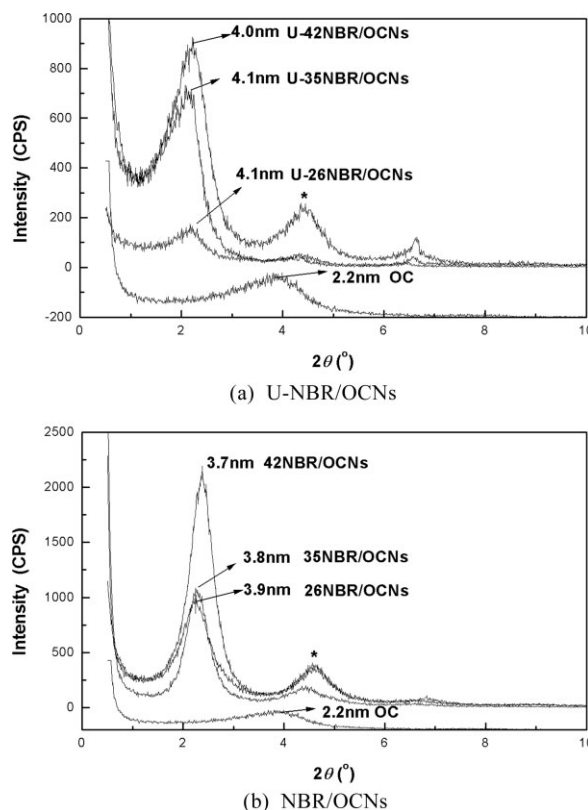 1000
800
600
400
200
0
-200
Intensity (CPS)
4.0nm U-42NBR/OCNs
4.1nm U-35NBR/OCNs
4.1nm U-26NBR/OCNs
*
2.2nm OC
0 2 4 6 8 10
2θ (°)
(a) U-NBR/OCNs
2500
2000
1500
1000
500
0
Intensity (CPS)
3.7nm 42NBR/OCNs
3.8nm 35NBR/OCNs
3.9nm 26NBR/OCNs
*
2.2nm OC
0 2 4 6 8 10
2θ (°)
(b) NBR/OCNs